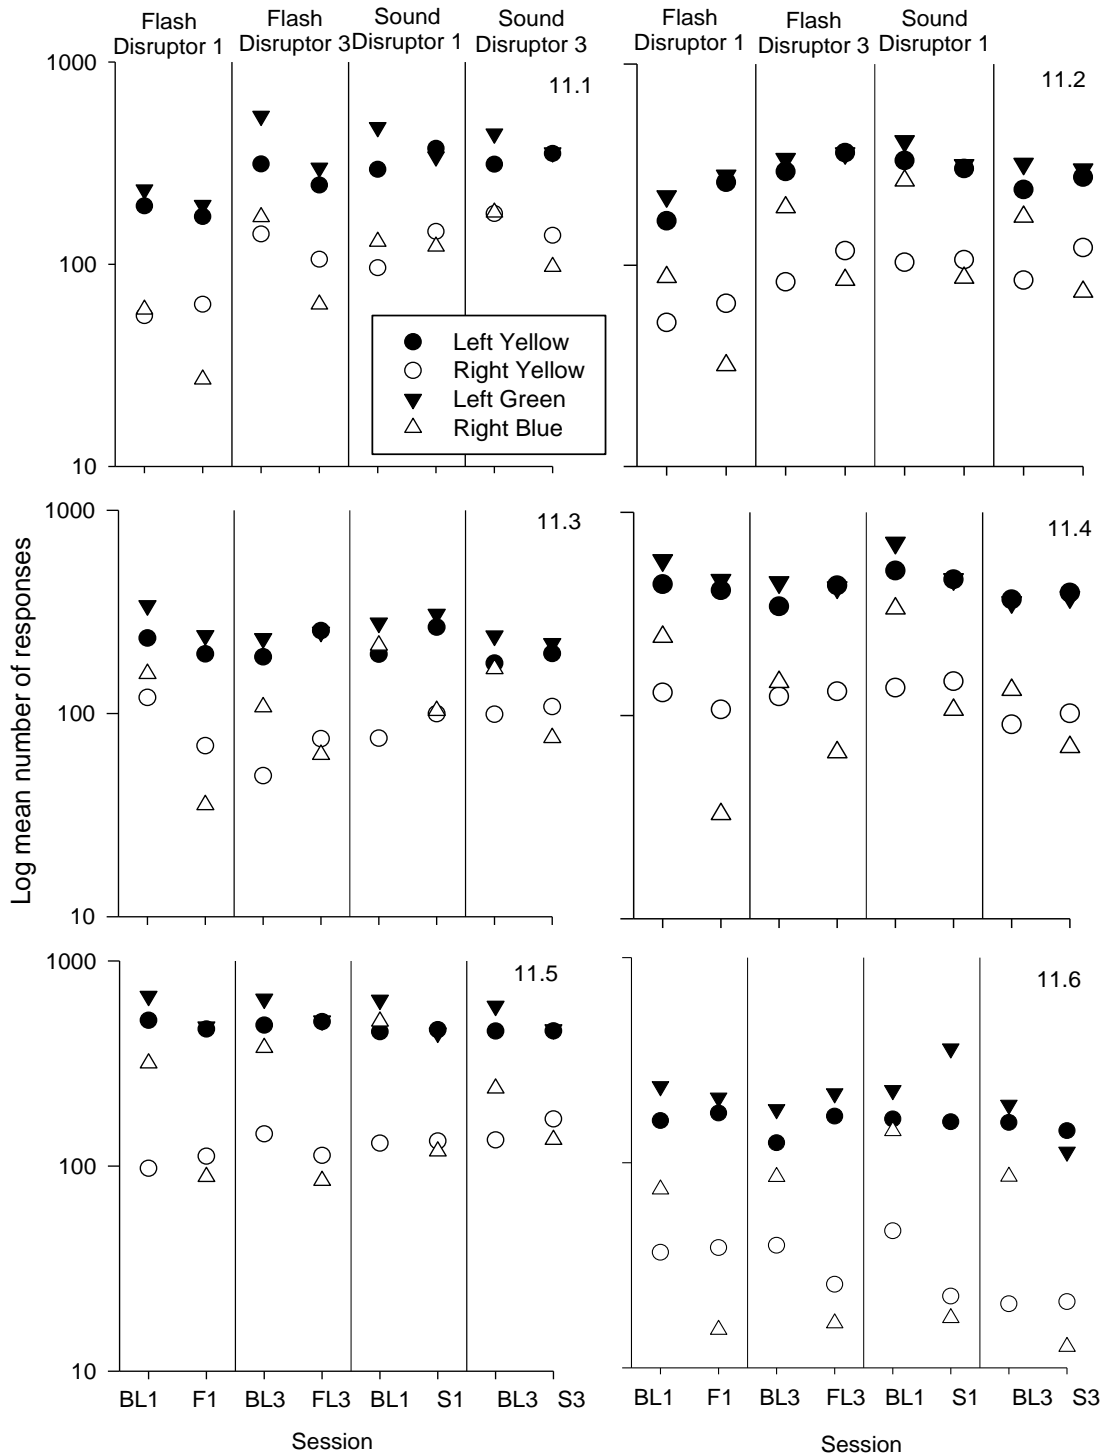 Flash
Disruptor 1
Flash
Disruptor 3
Sound
Disruptor 1
Sound
Disruptor 3
Flash
Disruptor 1
Flash
Disruptor 3
Sound
Disruptor 1
1000
100
10
11.1
11.2
Left Yellow
Right Yellow
Left Green
Right Blue
Log mean number of responses
1000
100
10
11.3
11.4
1000
100
10
11.5
11.6
BL1 F1 BL3 FL3 BL1 S1 BL3 S3
BL1 F1 BL3 FL3 BL1 S1 BL3 S3
Session
Session